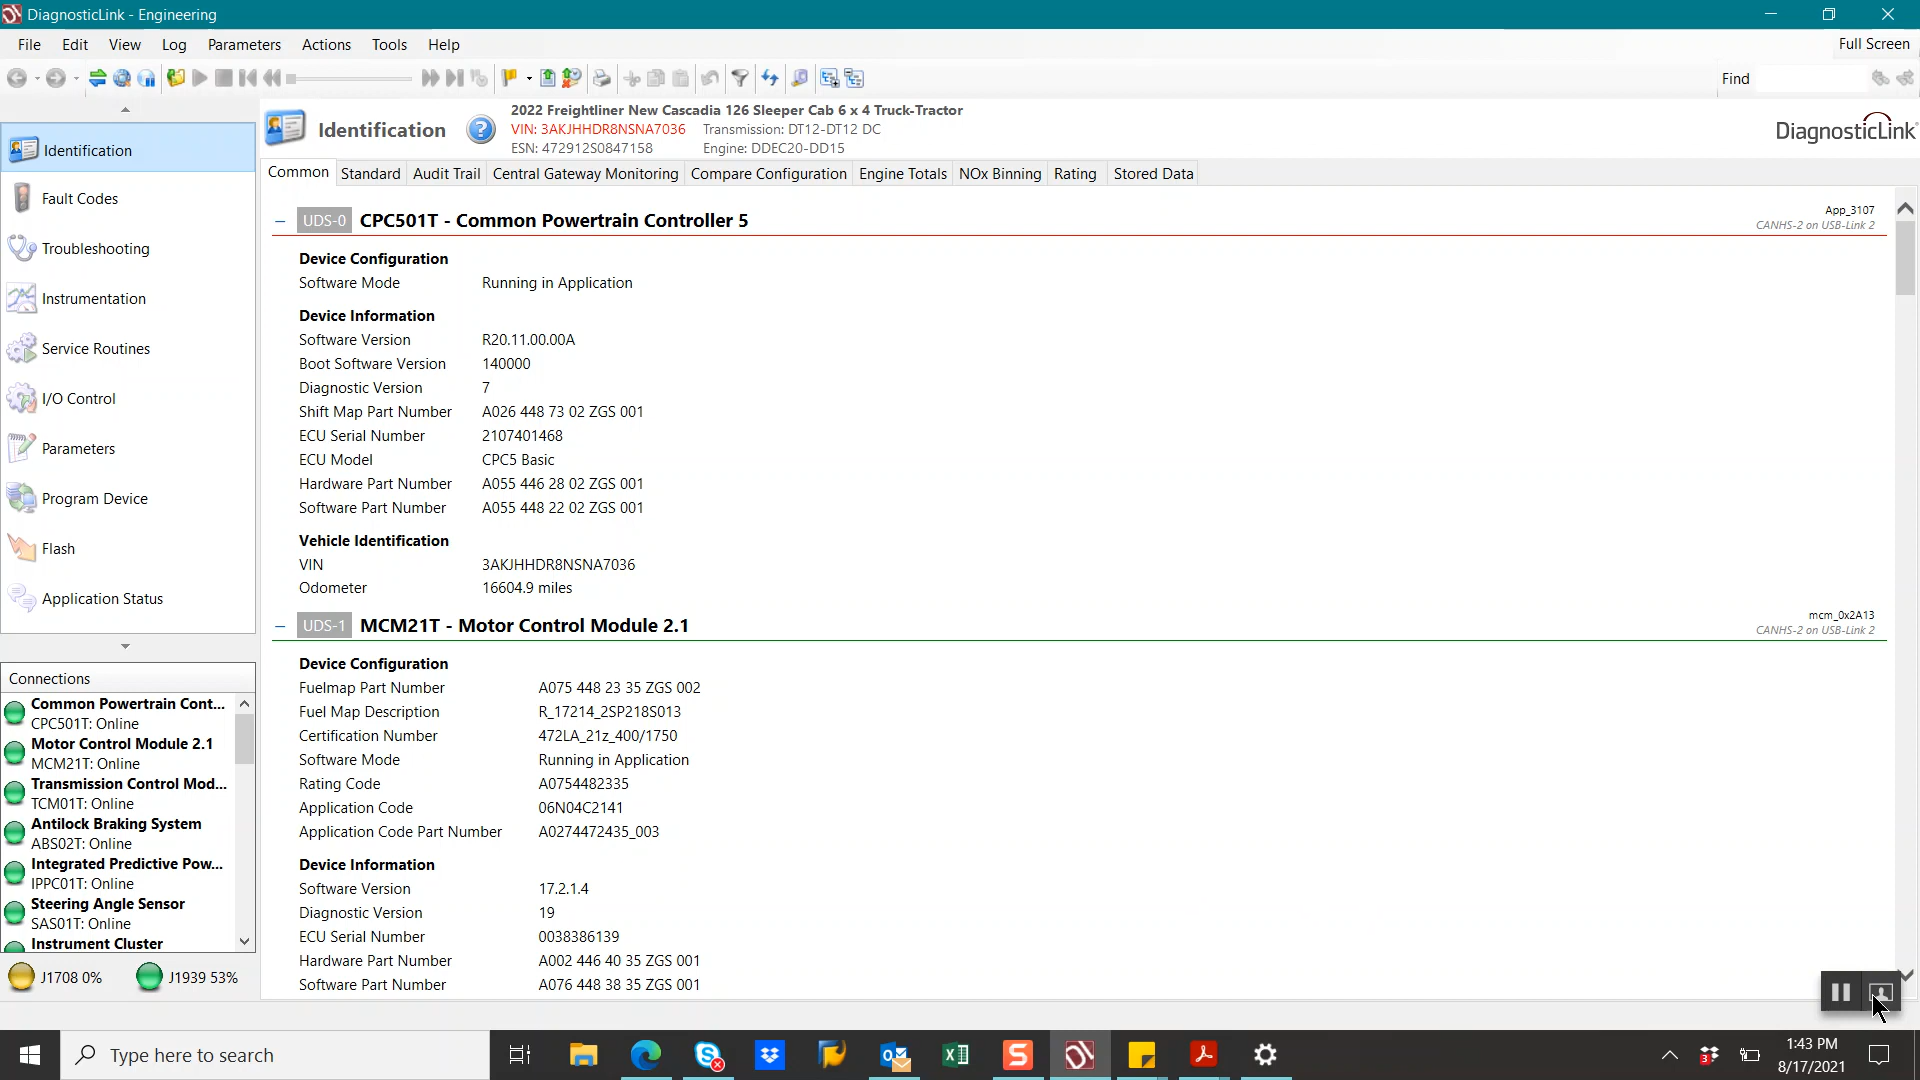 DiagnosticLink - Engineering
File Edit View Log Parameters Actions Tools Help Full Screen
Find
Identification
2022 Freightliner New Cascadia 126 Sleeper Cab 6 x 4 Truck-Tractor
VIN: 3AKJHHDR8NSNA7036 Transmission: DT12-DT12 DC
ESN: 472912S0847158 Engine: DDEC20-DD15
DiagnosticLink
Identification
Fault Codes
Troubleshooting
Instrumentation
Service Routines
I/O Control
Parameters
Program Device
Flash
Application Status
Common Standard Audit Trail Central Gateway Monitoring Compare Configuration Engine Totals NOx Binning Rating Stored Data
UDS-0 CPC501T - Common Powertrain Controller 5
App_3107
CANHS-2 on USB-Link 2
Device Configuration
Software Mode Running in Application
Device Information
Software Version R20.11.00.00A
Boot Software Version 140000
Diagnostic Version 7
Shift Map Part Number A026 448 73 02 ZGS 001
ECU Serial Number 2107401468
ECU Model CPC5 Basic
Hardware Part Number A055 446 28 02 ZGS 001
Software Part Number A055 448 22 02 ZGS 001
Vehicle Identification
VIN 3AKJHHDR8NSNA7036
Odometer 16604.9 miles
UDS-1 MCM21T - Motor Control Module 2.1
mcm_0x2A13
CANHS-2 on USB-Link 2
Device Configuration
Fuelmap Part Number A075 448 23 35 ZGS 002
Fuel Map Description R_17214_2SP218S013
Certification Number 472LA_21z_400/1750
Software Mode Running in Application
Rating Code A0754482335
Application Code 06N04C2141
Application Code Part Number A0274472435_003
Device Information
Software Version 17.2.1.4
Diagnostic Version 19
ECU Serial Number 0038386139
Hardware Part Number A002 446 40 35 ZGS 001
Software Part Number A076 448 38 35 ZGS 001
Connections
Common Powertrain Cont...
CPC501T: Online
Motor Control Module 2.1
MCM21T: Online
Transmission Control Mod...
TCM01T: Online
Antilock Braking System
ABS02T: Online
Integrated Predictive Pow...
IPPC01T: Online
Steering Angle Sensor
SAS01T: Online
Instrument Cluster
J1708 0% J1939 53%
Type here to search
1:43 PM
8/17/2021